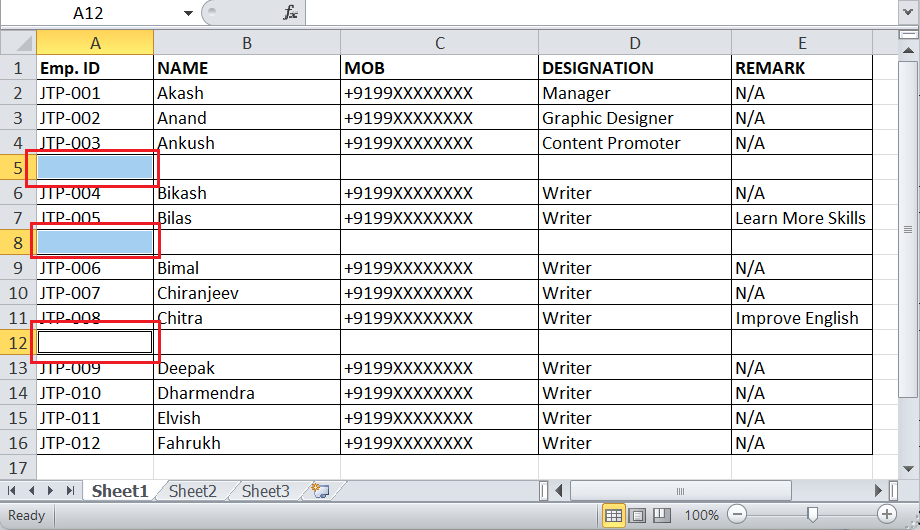 A12 fx
A B C D E
1 Emp. ID NAME MOB DESIGNATION REMARK
2 JTP-001 Akash +9199XXXXXXXX Manager N/A
3 JTP-002 Anand +9199XXXXXXXX Graphic Designer N/A
4 JTP-003 Ankush +9199XXXXXXXX Content Promoter N/A
5
6 JTP-004 Bikash +9199XXXXXXXX Writer N/A
7 JTP-005 Bilas +9199XXXXXXXX Writer Learn More Skills
8
9 JTP-006 Bimal +9199XXXXXXXX Writer N/A
10 JTP-007 Chiranjeev +9199XXXXXXXX Writer N/A
11 JTP-008 Chitra +9199XXXXXXXX Writer Improve English
12
13 JTP-009 Deepak +9199XXXXXXXX Writer N/A
14 JTP-010 Dharmendra +9199XXXXXXXX Writer N/A
15 JTP-011 Elvish +9199XXXXXXXX Writer N/A
16 JTP-012 Fahrukh +9199XXXXXXXX Writer N/A
17
Sheet1 Sheet2 Sheet3
Ready 100%